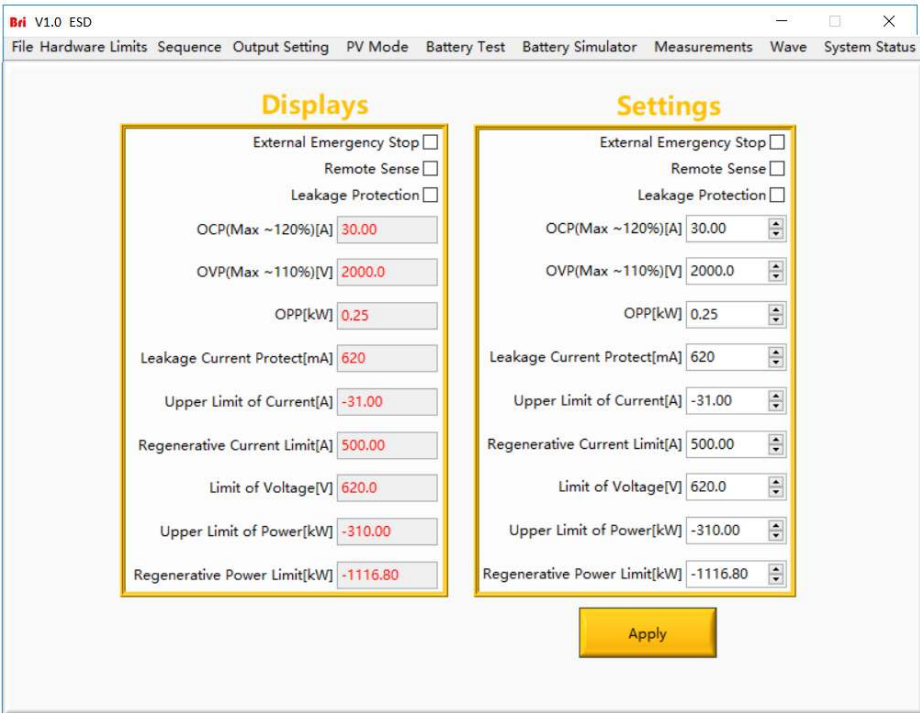 Bri V1.0 ESD
File Hardware Limits Sequence Output Setting PV Mode Battery Test Battery Simulator Measurements Wave System Status
Displays
External Emergency Stop
Remote Sense
Leakage Protection
OCP(Max ~120%)[A] 30.00
OVP(Max ~110%)[V] 2000.0
OPP[kW] 0.25
Leakage Current Protect[mA] 620
Upper Limit of Current[A] -31.00
Regenerative Current Limit[A] 500.00
Limit of Voltage[V] 620.0
Upper Limit of Power[kW] -310.00
Regenerative Power Limit[kW] -1116.80
Settings
External Emergency Stop
Remote Sense
Leakage Protection
OCP(Max ~120%)[A] 30.00
OVP(Max ~110%)[V] 2000.0
OPP[kW] 0.25
Leakage Current Protect[mA] 620
Upper Limit of Current[A] -31.00
Regenerative Current Limit[A] 500.00
Limit of Voltage[V] 620.0
Upper Limit of Power[kW] -310.00
Regenerative Power Limit[kW] -1116.80
Apply